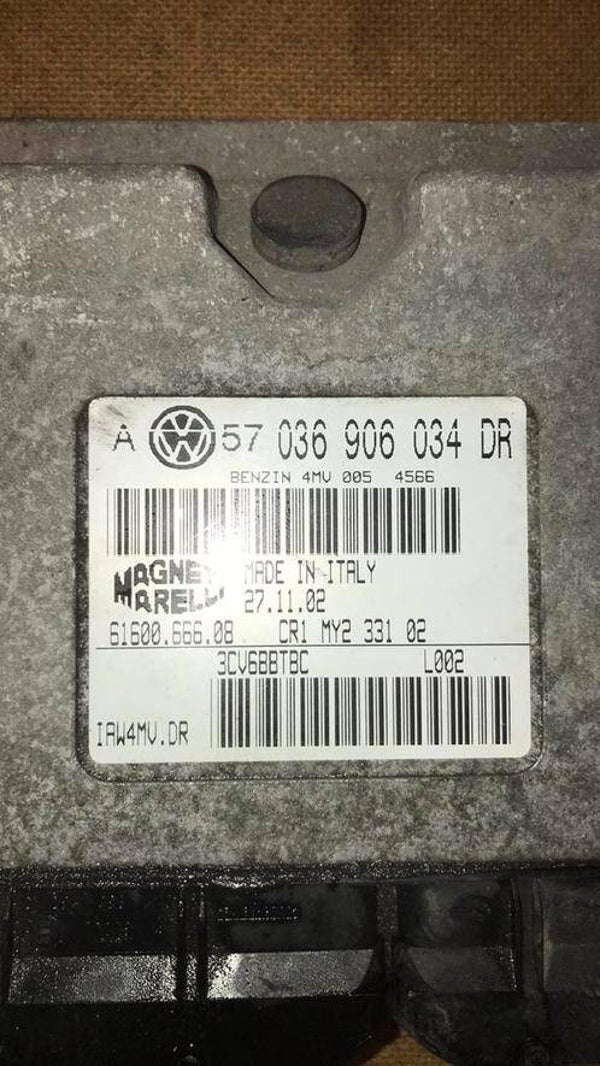 A VW 57 036 906 034 DR
BENZIN 4MV 005 4566
MAGNETI MARELLI
MADE IN ITALY
27.11.02
61600.666.08 CR1 MY2 331 02
3CV6BBTBC L002
IAW4MV.DR